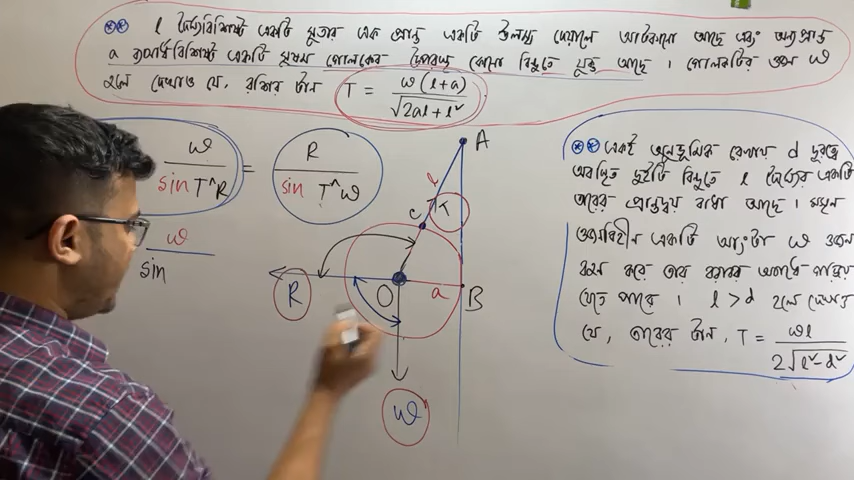 l দৈর্ঘ্যবিশিষ্ট একটি সুতার এক প্রান্ত একটি উলম্ব দেয়ালে আটকানো আছে এবং অন্যপ্রান্ত
a ব্যাসার্ধবিশিষ্ট একটি সুষম গোলকের উপরস্থ কোনো বিন্দুতে যুক্ত আছে । গোলকটির ওজন W
হলে দেখাও যে, রশির টান T = W(l+a) / √2al+l²
W / sin T^R = R / sin T^W
W / sin
A
l
T
C
R
O
a
B
W
একই অনুভূমিক রেখায় d দূরত্বে
অবস্থিত দুইটি বিন্দুতে l দৈর্ঘ্যের একটি
তারের প্রান্তদ্বয় বাধা আছে । মসৃন
ওজনবিহীন একটি আংটা W ওজন
বহন করে তার বরাবর অবাধে
যেতে পারে । l > d হলে দেখাও
যে, তারের টান, T = Wl / 2√l²-d²